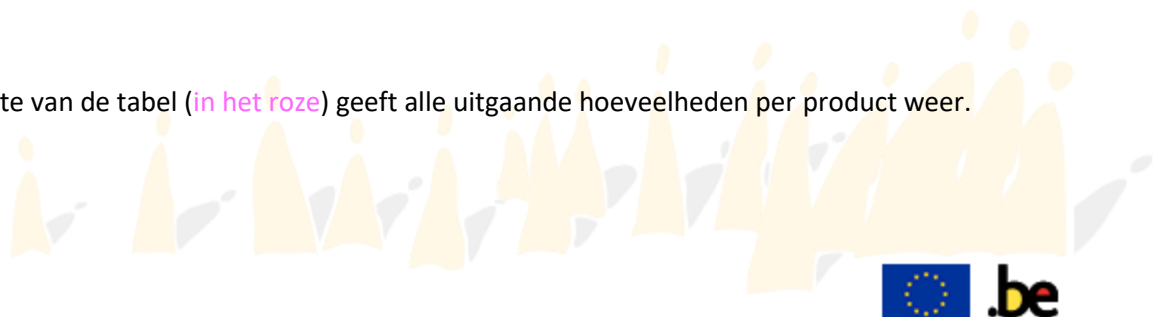 te van de tabel (in het roze) geeft alle uitgaande hoeveelheden per product weer.
.be